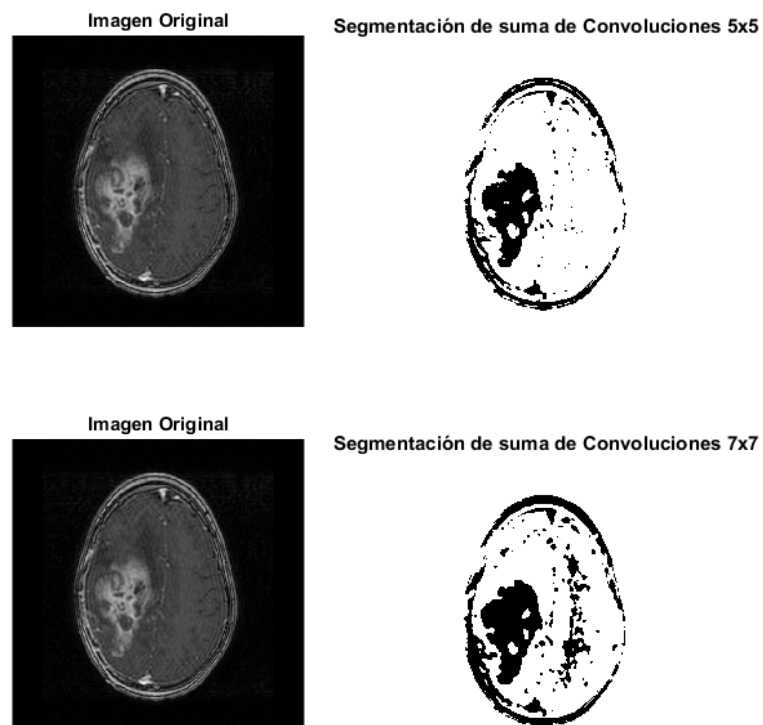 Imagen Original
Segmentación de suma de Convoluciones 5x5
Imagen Original
Segmentación de suma de Convoluciones 7x7